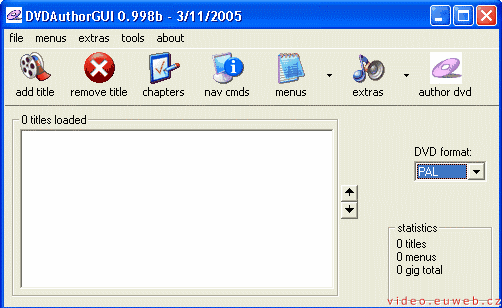 DVDAuthorGUI 0.998b - 3/11/2005
file menus extras tools about
add title remove title chapters nav cmds menus extras author dvd
0 titles loaded
DVD format:
PAL
statistics
0 titles
0 menus
0 gig total
video.euweb.cz